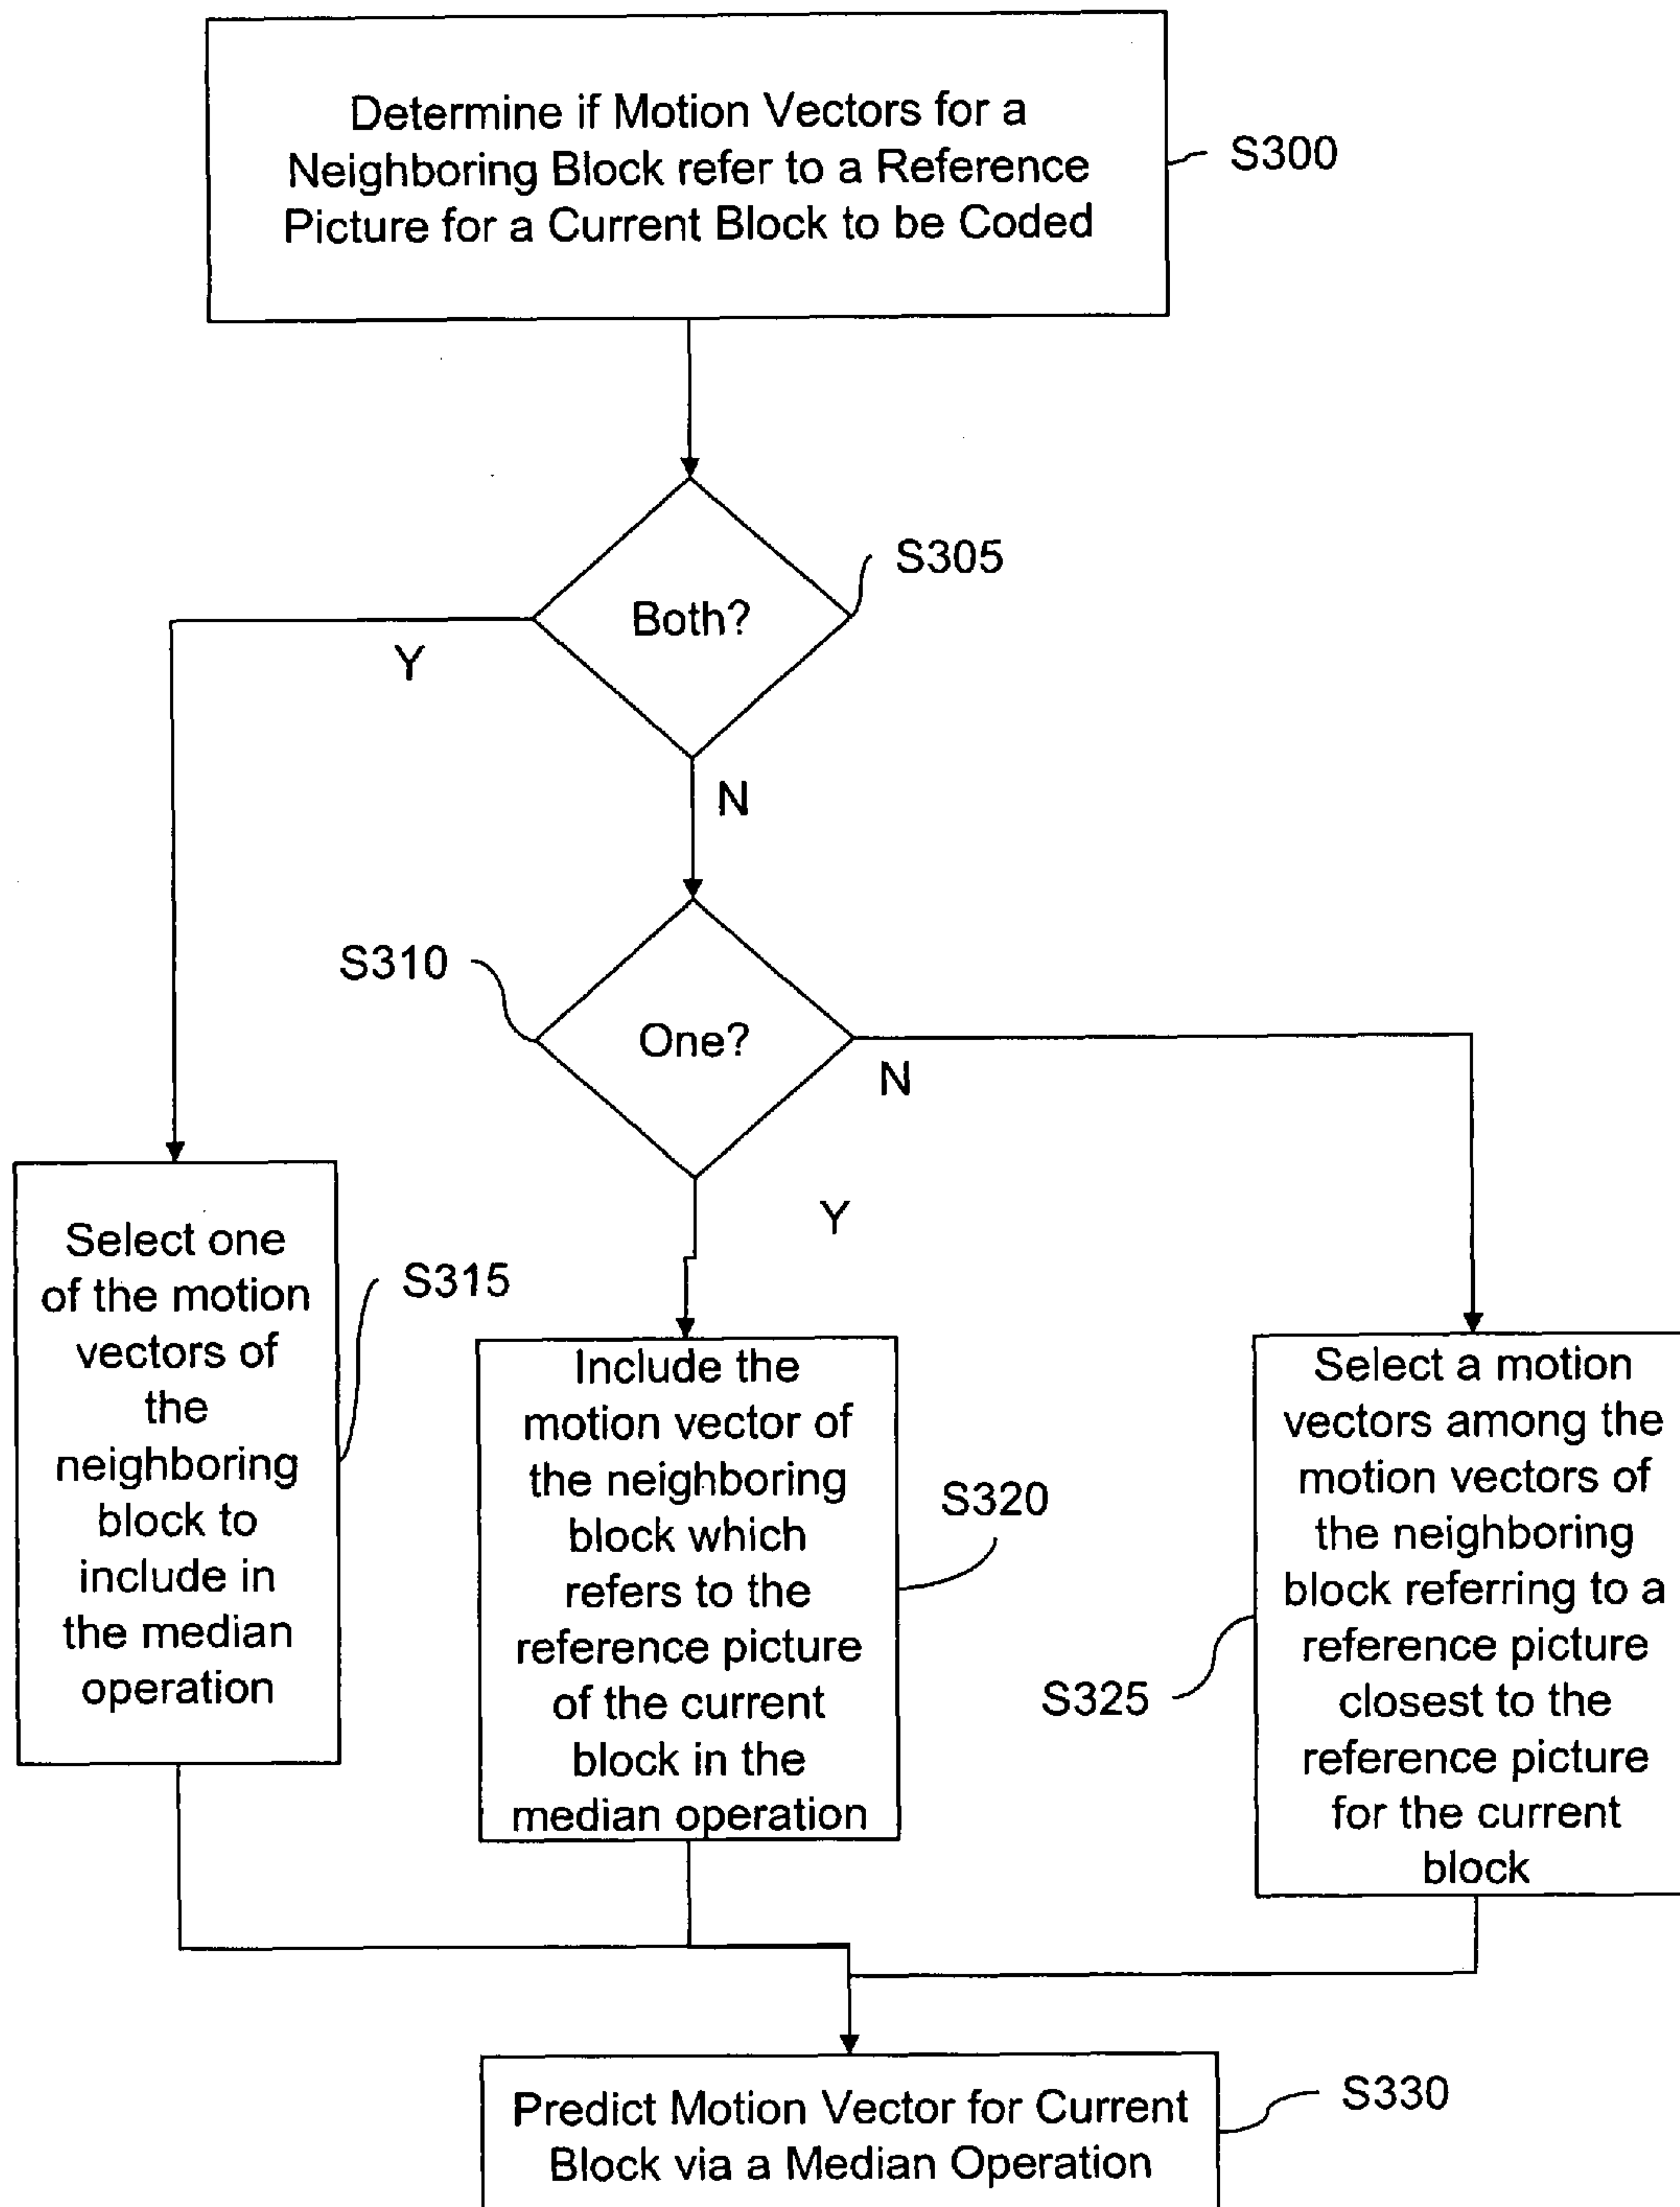 Determine if Motion Vectors for a
Neighboring Block refer to a Reference
Picture for a Current Block to be Coded
S300
Both?
S305
Y
N
S310
One?
N
Y
Select one
of the motion
vectors of
the
neighboring
block to
include in
the median
operation
S315
Include the
motion vector of
the neighboring
block which
refers to the
reference picture
of the current
block in the
median operation
S320
Select a motion
vectors among the
motion vectors of
the neighboring
block referring to a
reference picture
closest to the
reference picture
for the current
block
S325
Predict Motion Vector for Current
Block via a Median Operation
S330